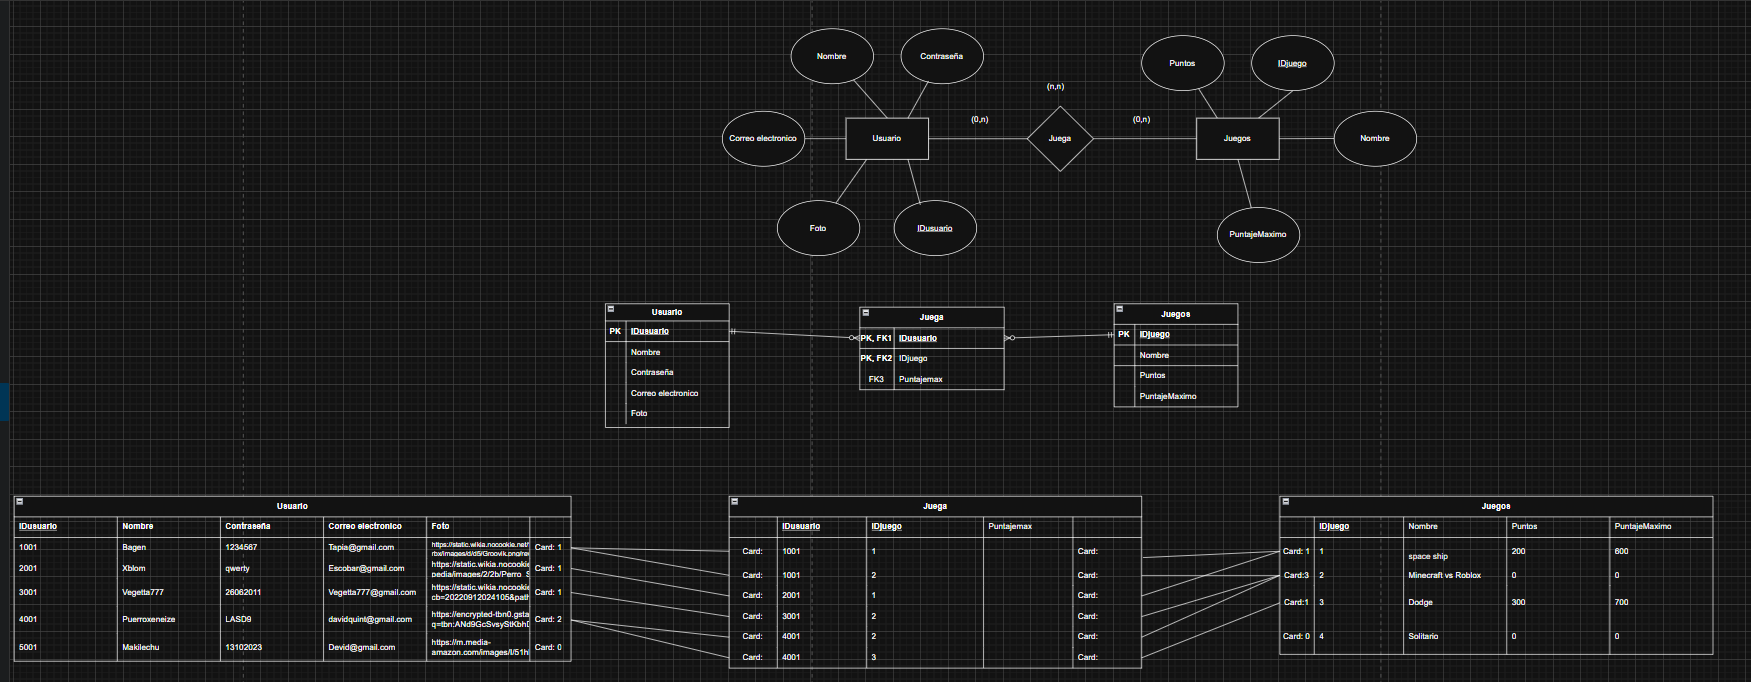 Nombre
Contraseña
Puntos
IDjuego
(n,n)
(0,n)
(0,n)
Correo electronico
Usuario
Juega
Juegos
Nombre
Foto
IDusuario
PuntajeMaximo
Usuario
PK IDusuario
Nombre
Contraseña
Correo electronico
Foto
Juega
PK, FK1 IDusuario
PK, FK2 IDjuego
FK3 Puntajemax
Juegos
PK IDjuego
Nombre
Puntos
PuntajeMaximo
Usuario
IDusuario Nombre Contraseña Correo electronico Foto
1001 Bagen 1234567 Tapia@gmail.com https://static.wikia.nocookie.net/ Card: 1
2001 Xblom qwerty Escobar@gmail.com https://static.wikia.nocookie pedia/images/2/2b/Perro_S Card: 1
3001 Vegetta777 26062011 Vegetta777@gmail.com https://static.wikia.nocookie cb=20220912024105&path Card: 1
4001 Puerroxeneize LASD9 davidquint@gmail.com https://encrypted-tbn0.gsta Card: 2
5001 Makilechu 13102023 Devid@gmail.com https://m.media- amazon.com/images/I/51h Card: 0
Juega
IDusuario IDjuego Puntajemax
Card: 1001 1 Card:
Card: 1001 2 Card:
Card: 2001 1 Card:
Card: 3001 2 Card:
Card: 4001 2 Card:
Card: 4001 3 Card:
Juegos
IDjuego Nombre Puntos PuntajeMaximo
Card: 1 1 space ship 200 600
Card:3 2 Minecraft vs Roblox 0 0
Card:1 3 Dodge 300 700
Card: 0 4 Solitario 0 0